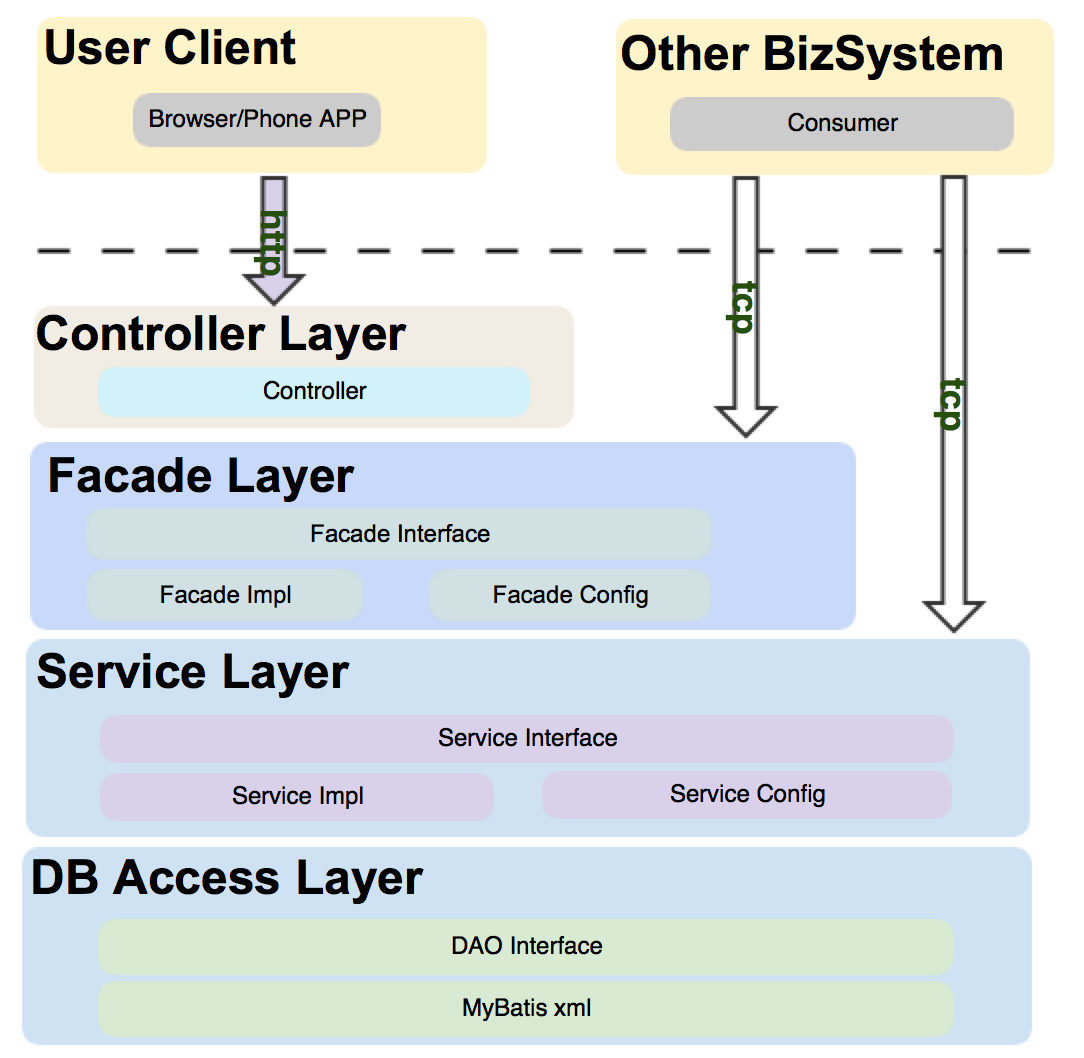 User Client
Browser/Phone APP
Other BizSystem
Consumer
http
tcp
tcp
Controller Layer
Controller
Facade Layer
Facade Interface
Facade Impl
Facade Config
Service Layer
Service Interface
Service Impl
Service Config
DB Access Layer
DAO Interface
MyBatis xml